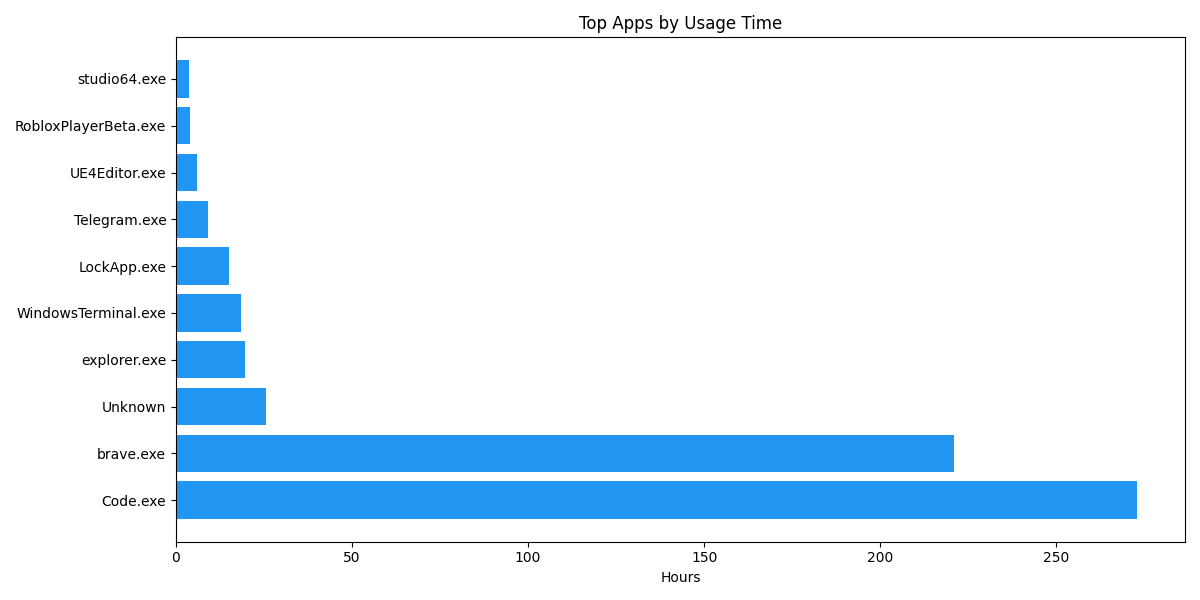 Top Apps by Usage Time
studio64.exe
RobloxPlayerBeta.exe
UE4Editor.exe
Telegram.exe
LockApp.exe
WindowsTerminal.exe
explorer.exe
Unknown
brave.exe
Code.exe
0 50 100 150 200 250
Hours